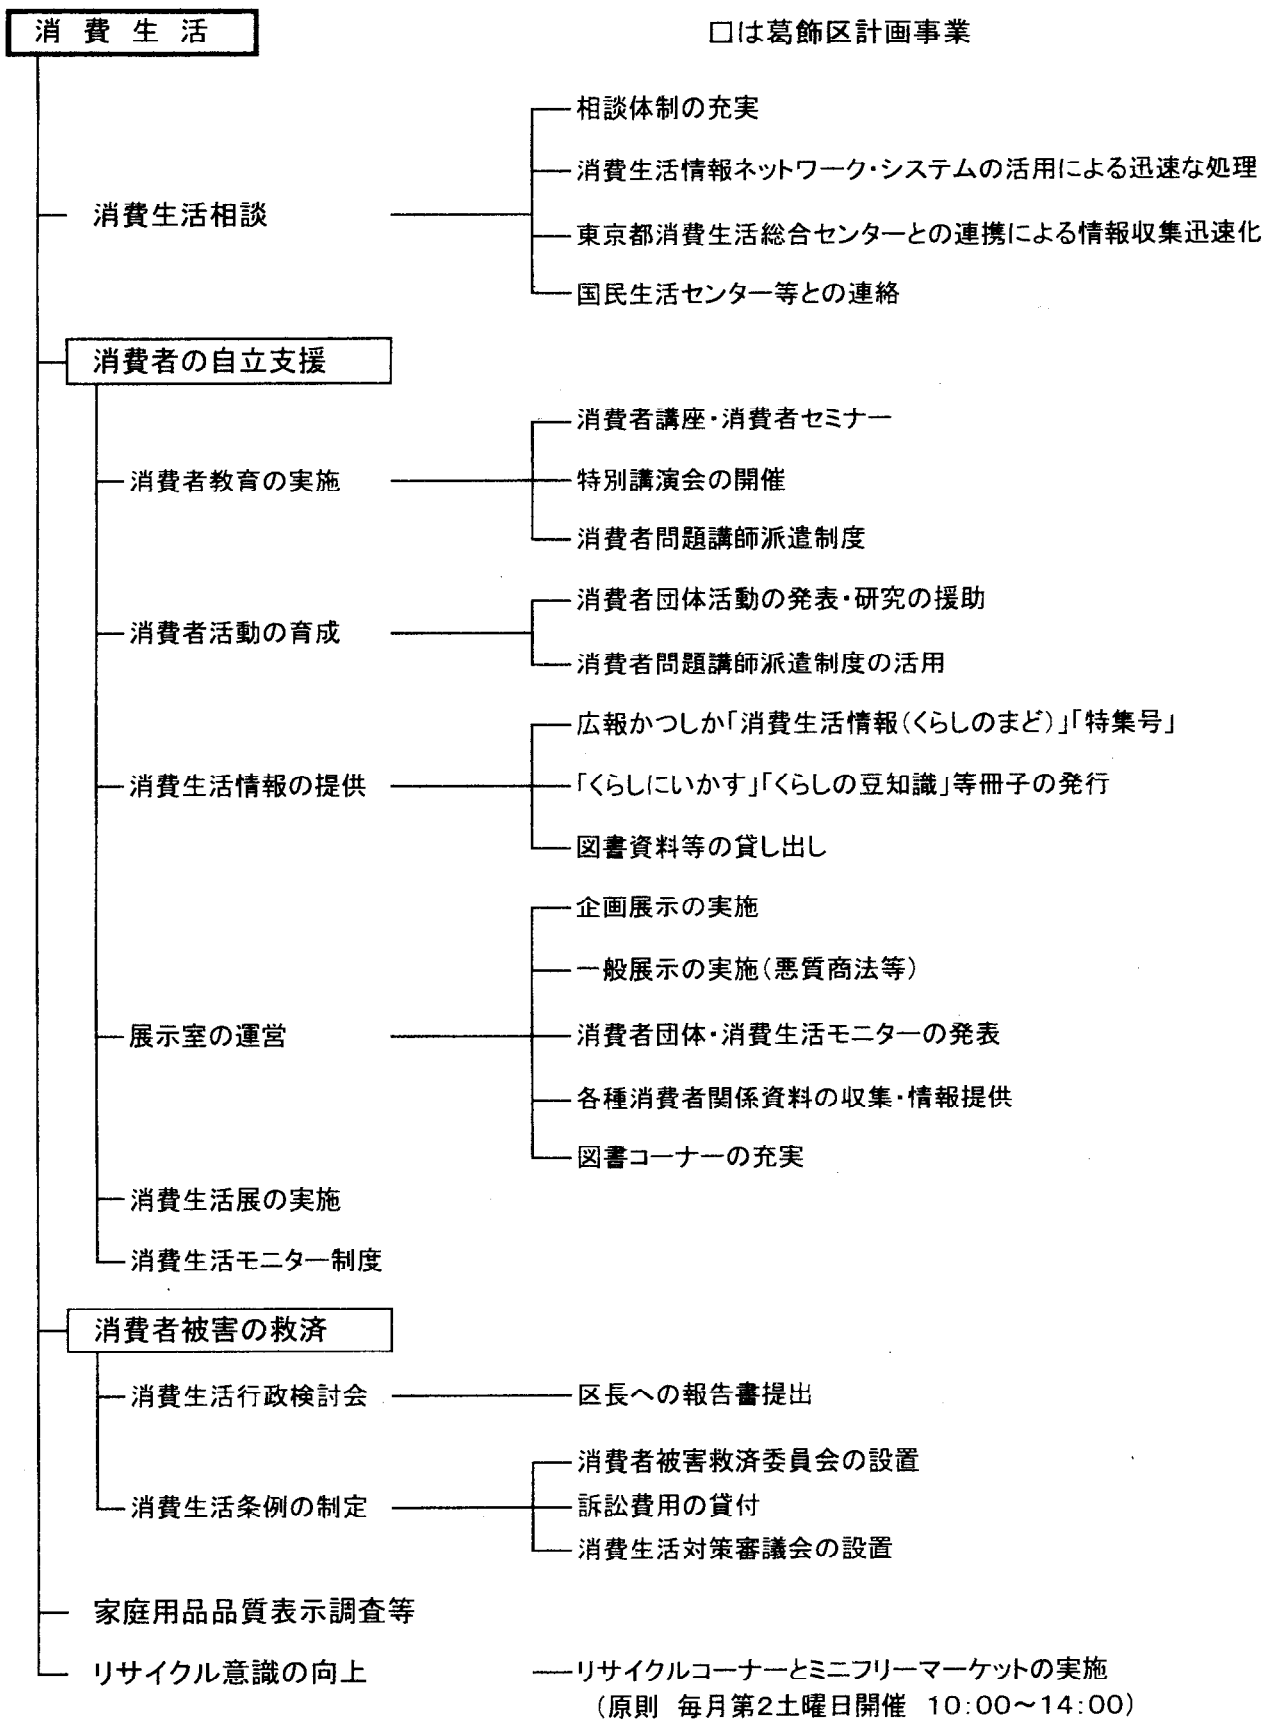 消費生活
□は葛飾区計画事業
相談体制の充実
消費生活情報ネットワーク・システムの活用による迅速な処理
消費生活相談
東京都消費生活総合センターとの連携による情報収集迅速化
国民生活センター等との連絡
消費者の自立支援
消費者講座・消費者セミナー
消費者教育の実施
特別講演会の開催
消費者問題講師派遣制度
消費者団体活動の発表・研究の援助
消費者活動の育成
消費者問題講師派遣制度の活用
広報かつしか「消費生活情報(くらしのまど)」「特集号」
消費生活情報の提供
「くらしにいかす」「くらしの豆知識」等冊子の発行
図書資料等の貸し出し
企画展示の実施
一般展示の実施(悪質商法等)
展示室の運営
消費者団体・消費生活モニターの発表
各種消費者関係資料の収集・情報提供
図書コーナーの充実
消費生活展の実施
消費生活モニター制度
消費者被害の救済
消費生活行政検討会
区長への報告書提出
消費者被害救済委員会の設置
消費生活条例の制定
訴訟費用の貸付
消費生活対策審議会の設置
家庭用品品質表示調査等
リサイクル意識の向上
リサイクルコーナーとミニフリーマーケットの実施
(原則 毎月第2土曜日開催 10:00~14:00)